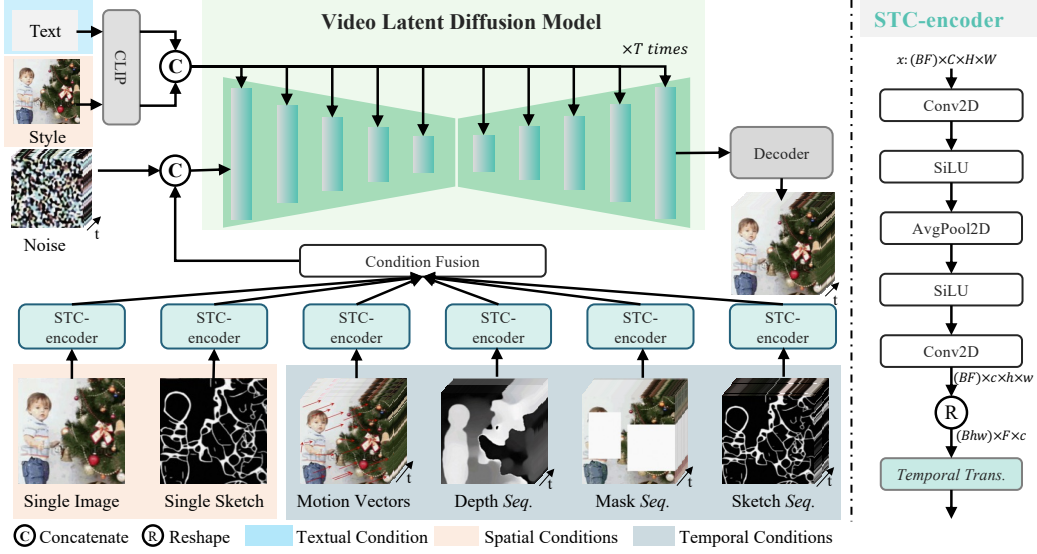 Text
Style
Noise
t
CLIP
C
C
Video Latent Diffusion Model
×T times
Decoder
t
Condition Fusion
STC-
encoder
STC-
encoder
STC-
encoder
STC-
encoder
STC-
encoder
STC-
encoder
t
t
t
t
Single Image
Single Sketch
Motion Vectors
Depth Seq.
Mask Seq.
Sketch Seq.
C Concatenate
R Reshape
Textual Condition
Spatial Conditions
Temporal Conditions
STC-encoder
x: (BF)×C×H×W
Conv2D
SiLU
AvgPool2D
SiLU
Conv2D
(BF)×c×h×w
R
(Bhw)×F×c
Temporal Trans.